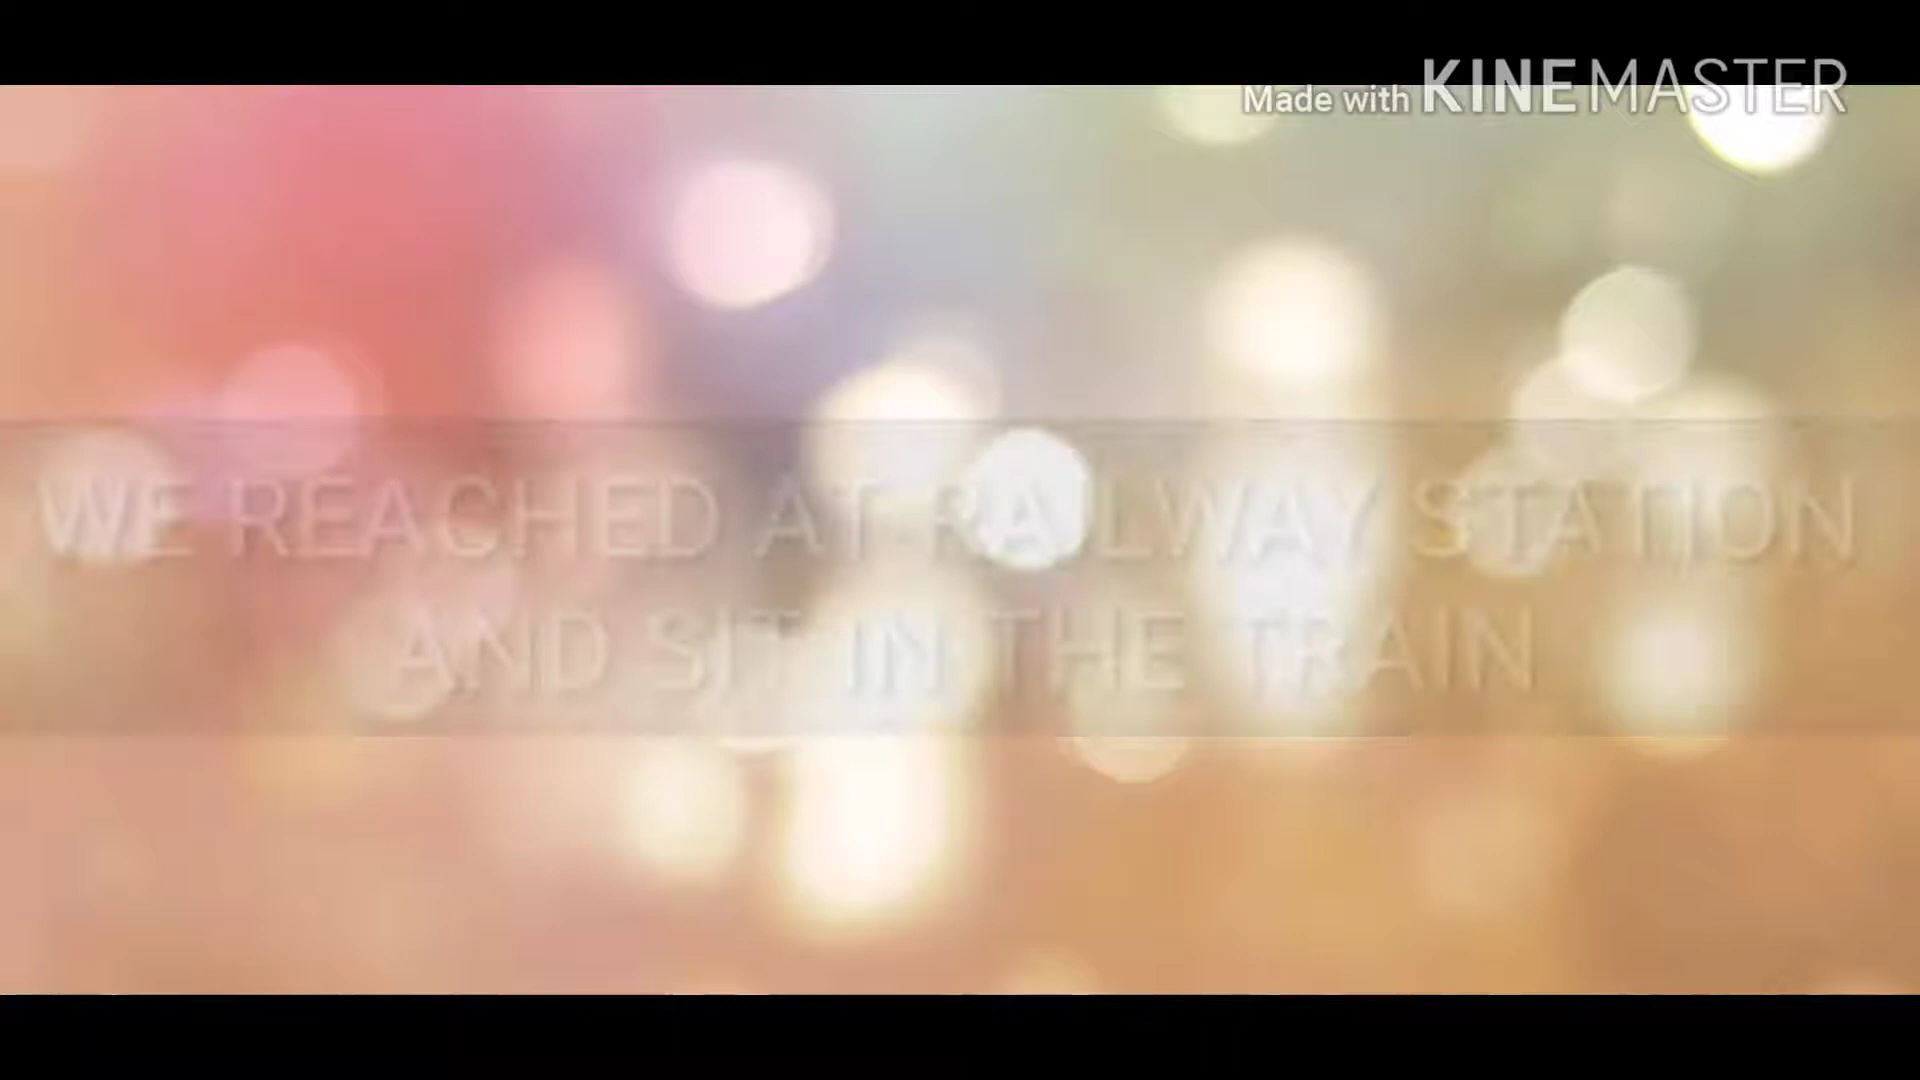 Made with KINEMASTER
WE REACHED AT RAILWAY STATION
AND SIT IN THE TRAIN